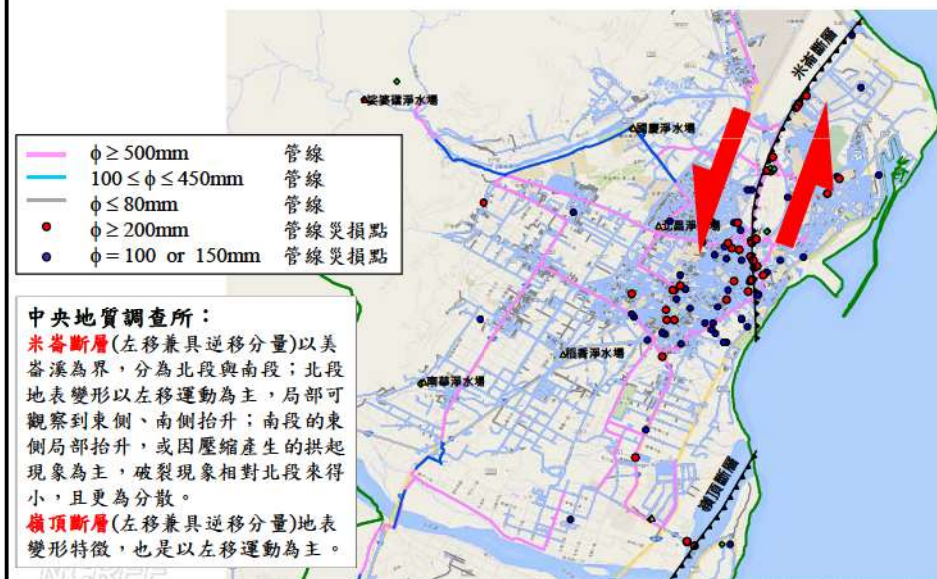 φ ≥ 500mm 管線
100 ≤ φ ≤ 450mm 管線
φ ≤ 80mm 管線
φ ≥ 200mm 管線災損點
φ = 100 or 150mm 管線災損點
中央地質調查所：
米崙斷層(左移兼具逆移分量)以美
崙溪為界，分為北段與南段；北段
地表變形以左移運動為主，局部可
觀察到東側、南側抬升；南段的東
側局部抬升，或因壓縮產生的拱起
現象為主，破裂現象相對北段來得
小，且更為分散。
嶺頂斷層(左移兼具逆移分量)地表
變形特徵，也是以左移運動為主。
NCREE
娑婆礑淨水場
國慶淨水場
北昌淨水場
稻香淨水場
南華淨水場
米崙斷層
嶺頂斷層